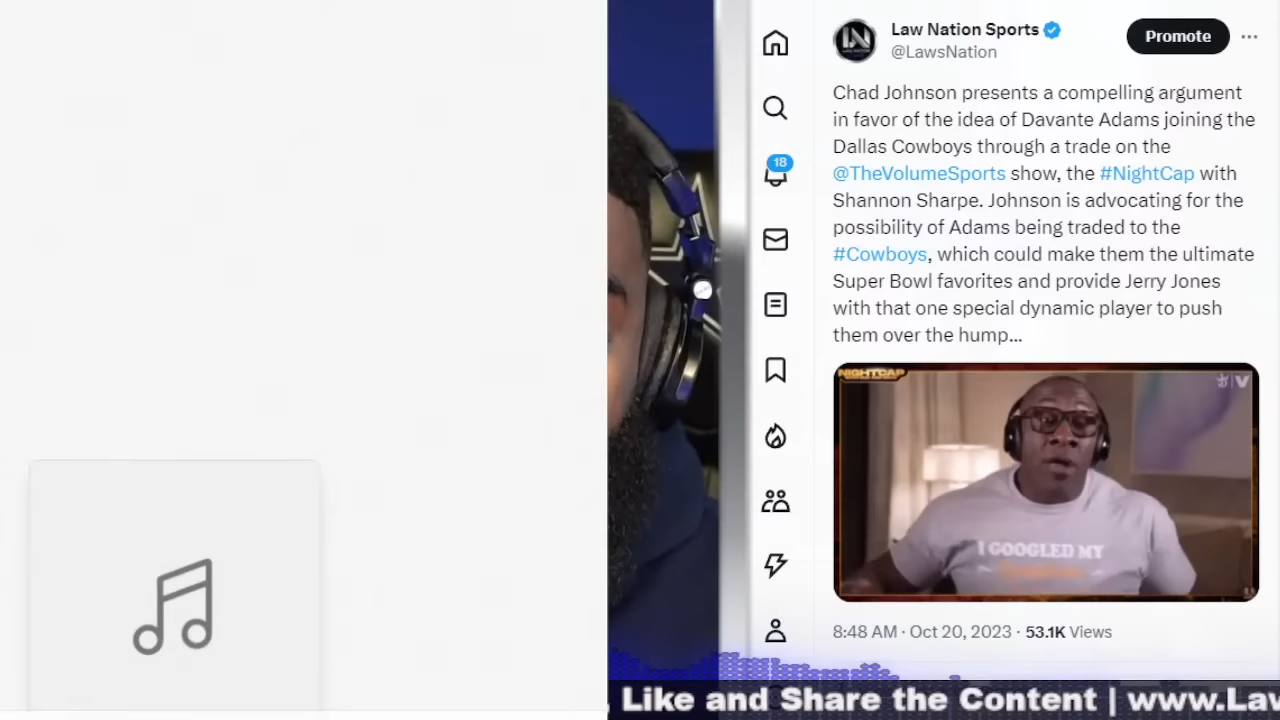 Law Nation Sports
Promote
@LawsNation
Chad Johnson presents a compelling argument
in favor of the idea of Davante Adams joining the
Dallas Cowboys through a trade on the
@TheVolumeSports show, the #NightCap with
Shannon Sharpe. Johnson is advocating for the
possibility of Adams being traded to the
#Cowboys, which could make them the ultimate
Super Bowl favorites and provide Jerry Jones
with that one special dynamic player to push
them over the hump...
18
NIGHTCAP
I GOOGLED MY
8:48 AM · Oct 20, 2023 · 53.1K Views
Like and Share the Content | www.Lav